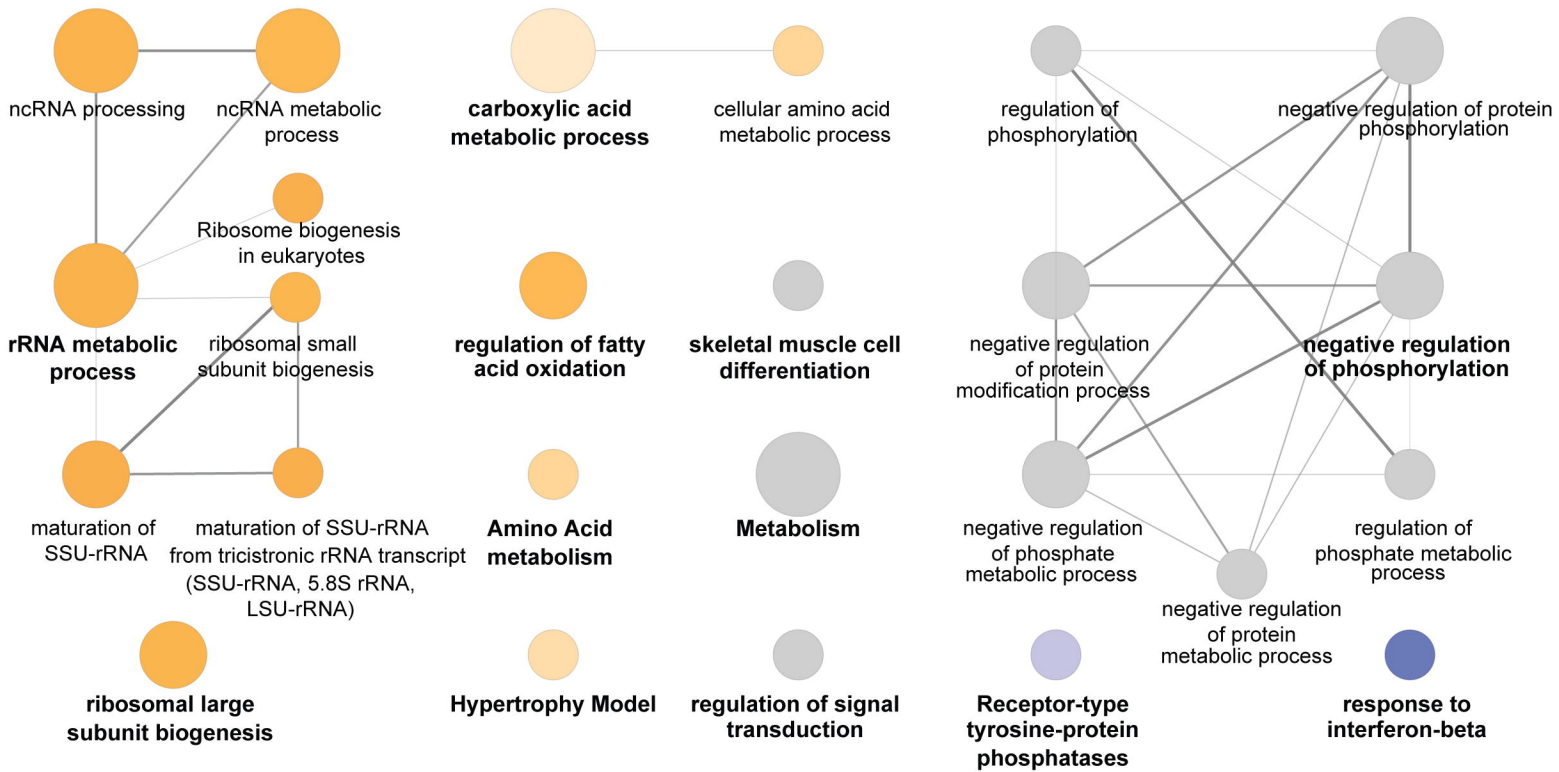 ncRNA processing
ncRNA metabolic
process
carboxylic acid
metabolic process
cellular amino acid
metabolic process
regulation of
phosphorylation
negative regulation of protein
phosphorylation
Ribosome biogenesis
in eukaryotes
rRNA metabolic
process
ribosomal small
subunit biogenesis
regulation of fatty
acid oxidation
skeletal muscle cell
differentiation
negative regulation
of protein
modification process
negative regulation
of phosphorylation
maturation of
SSU-rRNA
maturation of SSU-rRNA
from tricistronic rRNA transcript
(SSU-rRNA, 5.8S rRNA,
LSU-rRNA)
Amino Acid
metabolism
Metabolism
negative regulation
of phosphate
metabolic process
regulation of
phosphate metabolic
process
negative regulation
of protein
metabolic process
ribosomal large
subunit biogenesis
Hypertrophy Model
regulation of signal
transduction
Receptor-type
tyrosine-protein
phosphatases
response to
interferon-beta